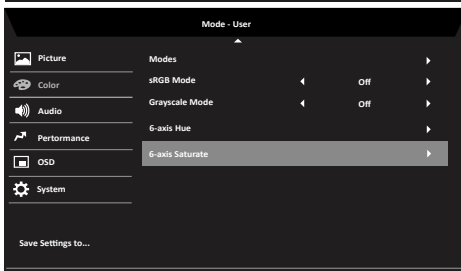 Mode - User
Picture
Color
Audio
Pertormance
OSD
System
Save Settings to...
Modes
sRGB Mode Off
Grayscale Mode Off
6-axis Hue
6-axis Saturate